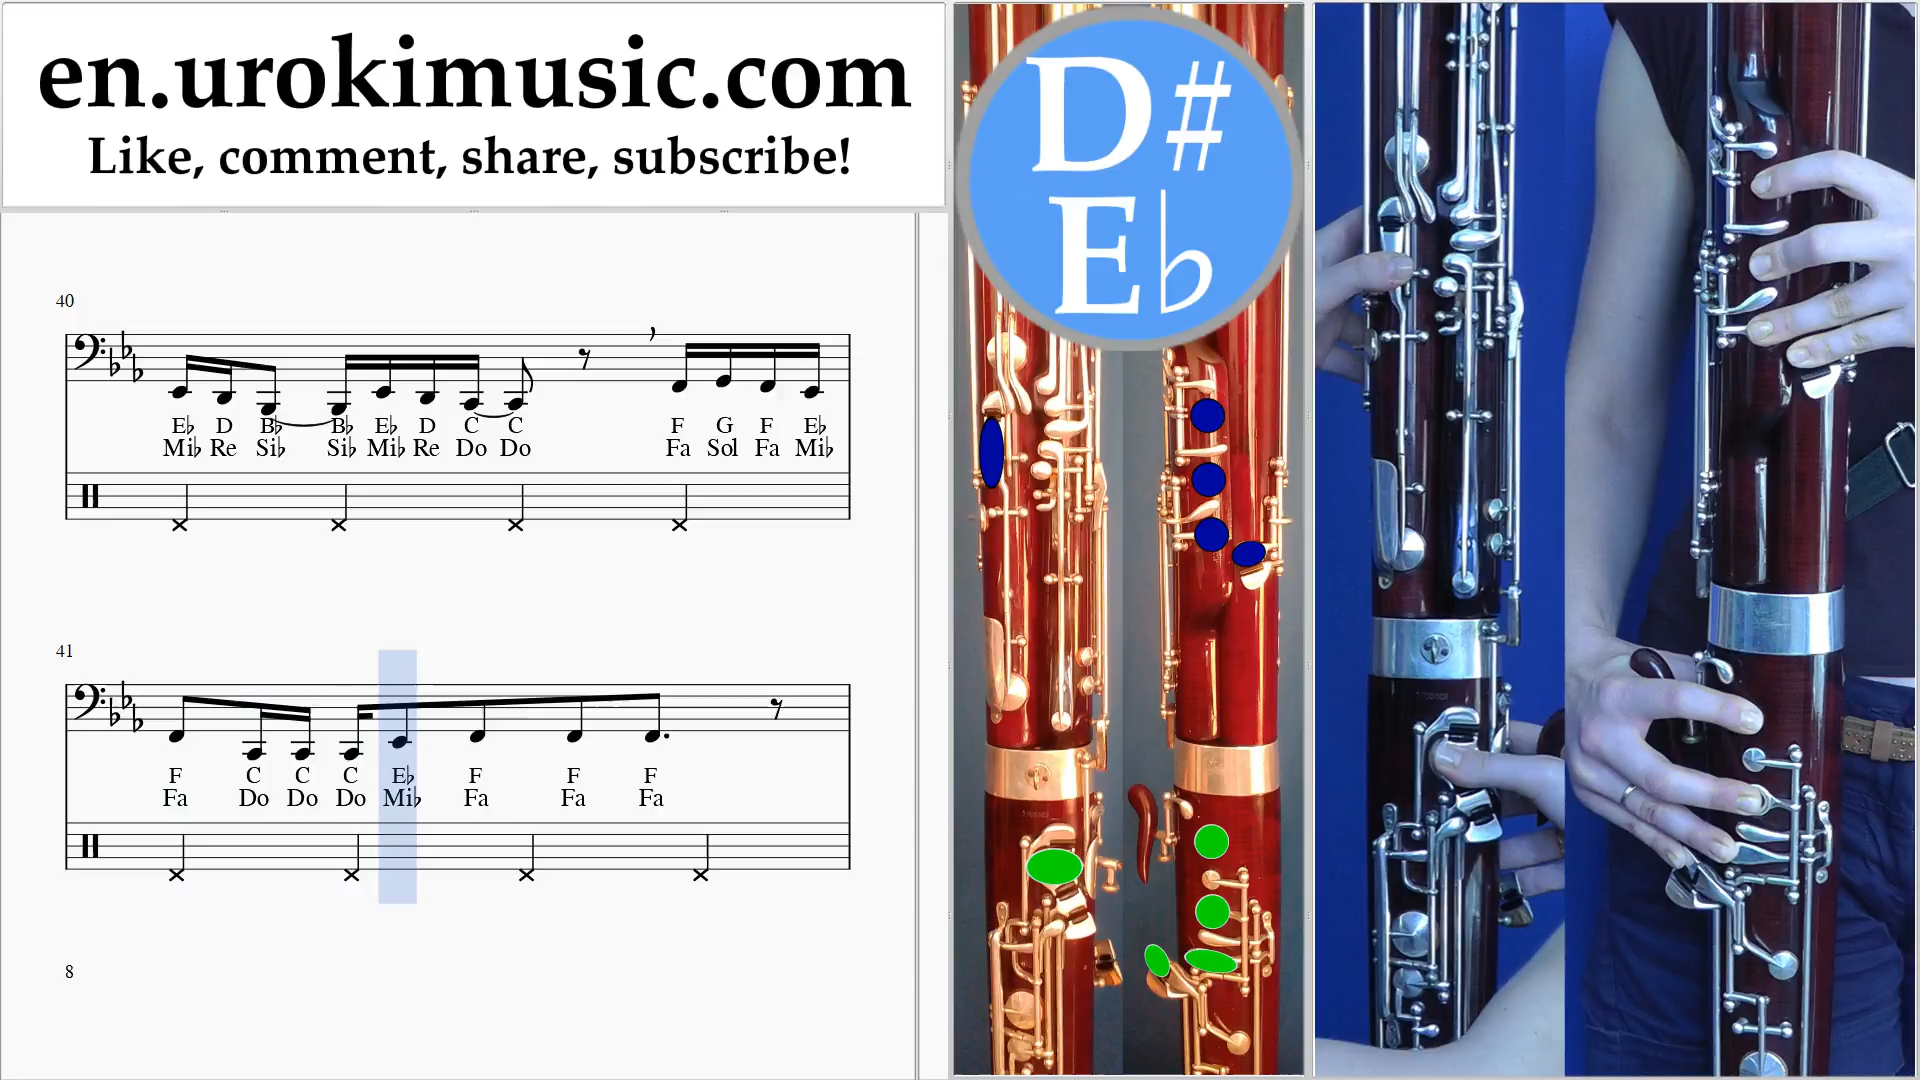 en.urokimusic.com
Like, comment, share, subscribe!
D#
E♭
40
E♭ D B♭ B♭ E♭ D C C F G F E♭
Mi♭ Re Si♭ Si♭ Mi♭ Re Do Do Fa Sol Fa Mi♭
41
F C C C E♭ F F F
Fa Do Do Do Mi♭ Fa Fa Fa
8